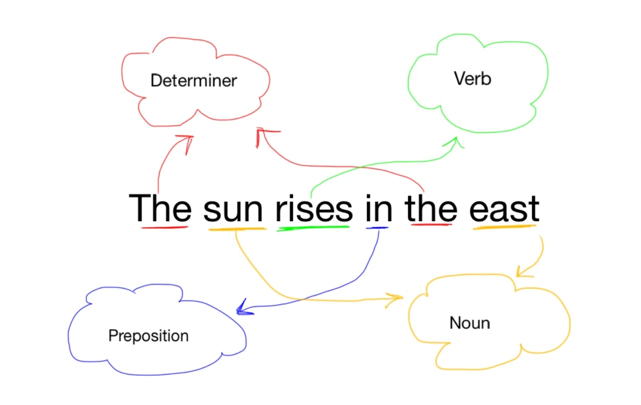 Determiner
Verb
The sun rises in the east
Preposition
Noun